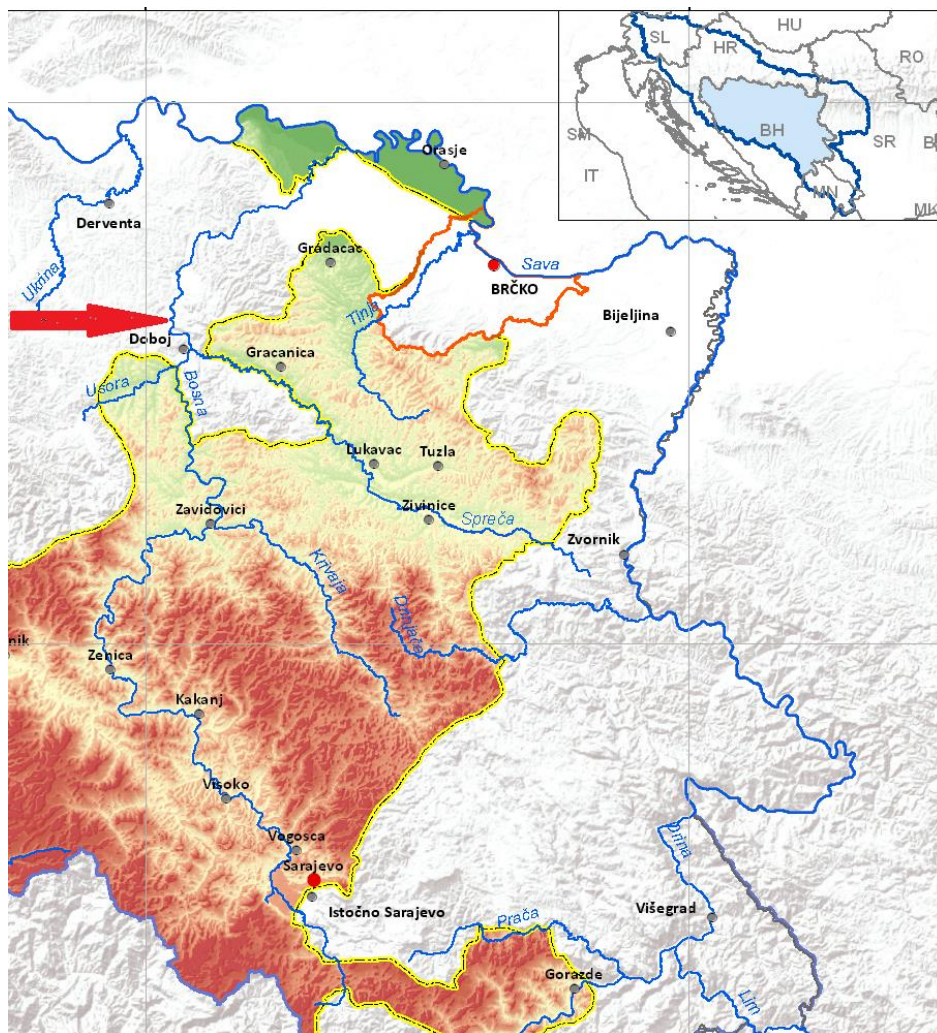 HU
SL
HR
RO
SM
BH
SR
IT
MN
MK
Orasje
Derventa
Gradacac
Sava
BRČKO
Ukrina
Tinja
Bijeljina
Doboj
Gracanica
Usora
Bosna
Lukavac
Tuzla
Zavidovici
Zivinice
Spreča
Zvornik
Krivaja
Drinjača
nik
Zenica
Kakanj
Visoko
Vogosca
Drina
Sarajevo
Istočno Sarajevo
Višegrad
Prača
Gorazde
Lim